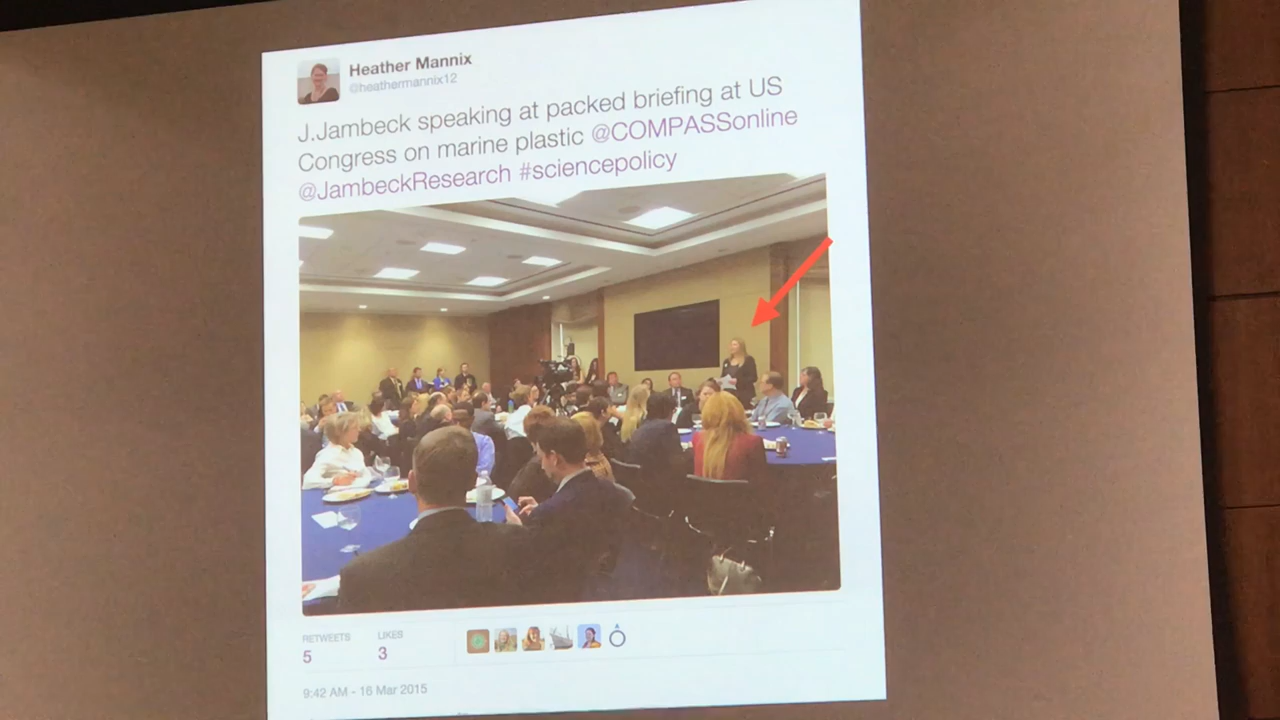 Heather Mannix
@heathermannix12
J.Jambeck speaking at packed briefing at US
Congress on marine plastic @COMPASSonline
@JambeckResearch #sciencepolicy
RETWEETS LIKES
5 3
9:42 AM - 16 Mar 2015